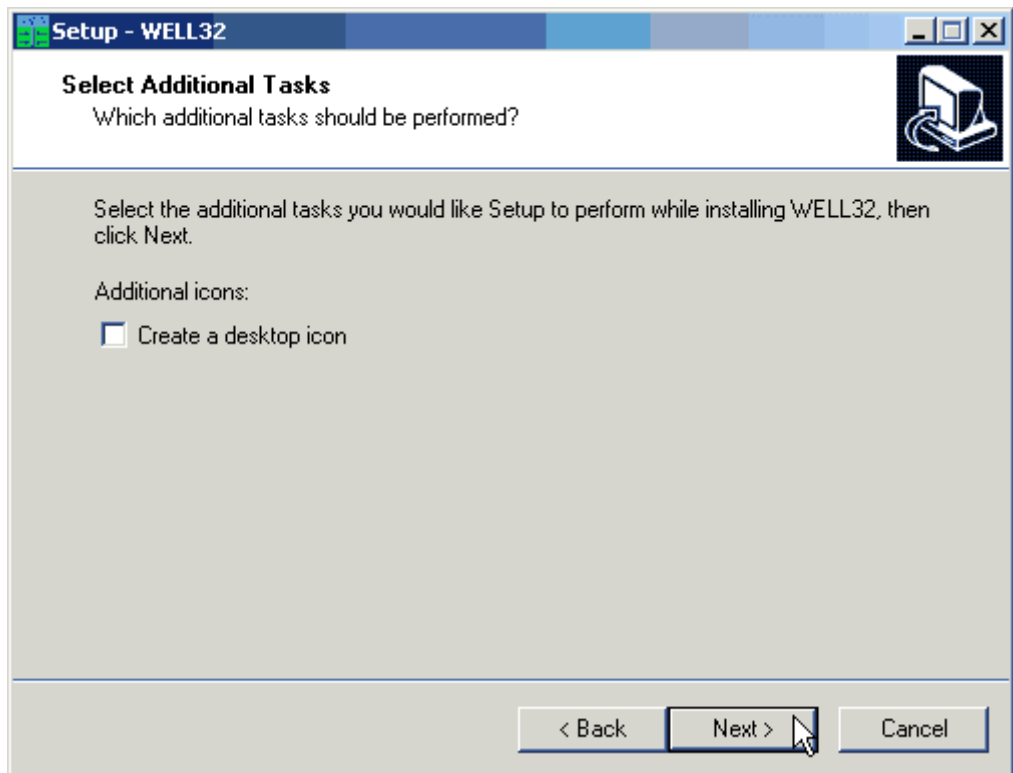 Setup - WELL32
Select Additional Tasks
Which additional tasks should be performed?
Select the additional tasks you would like Setup to perform while installing WELL32, then
click Next.
Additional icons:
Create a desktop icon
< Back
Next >
Cancel